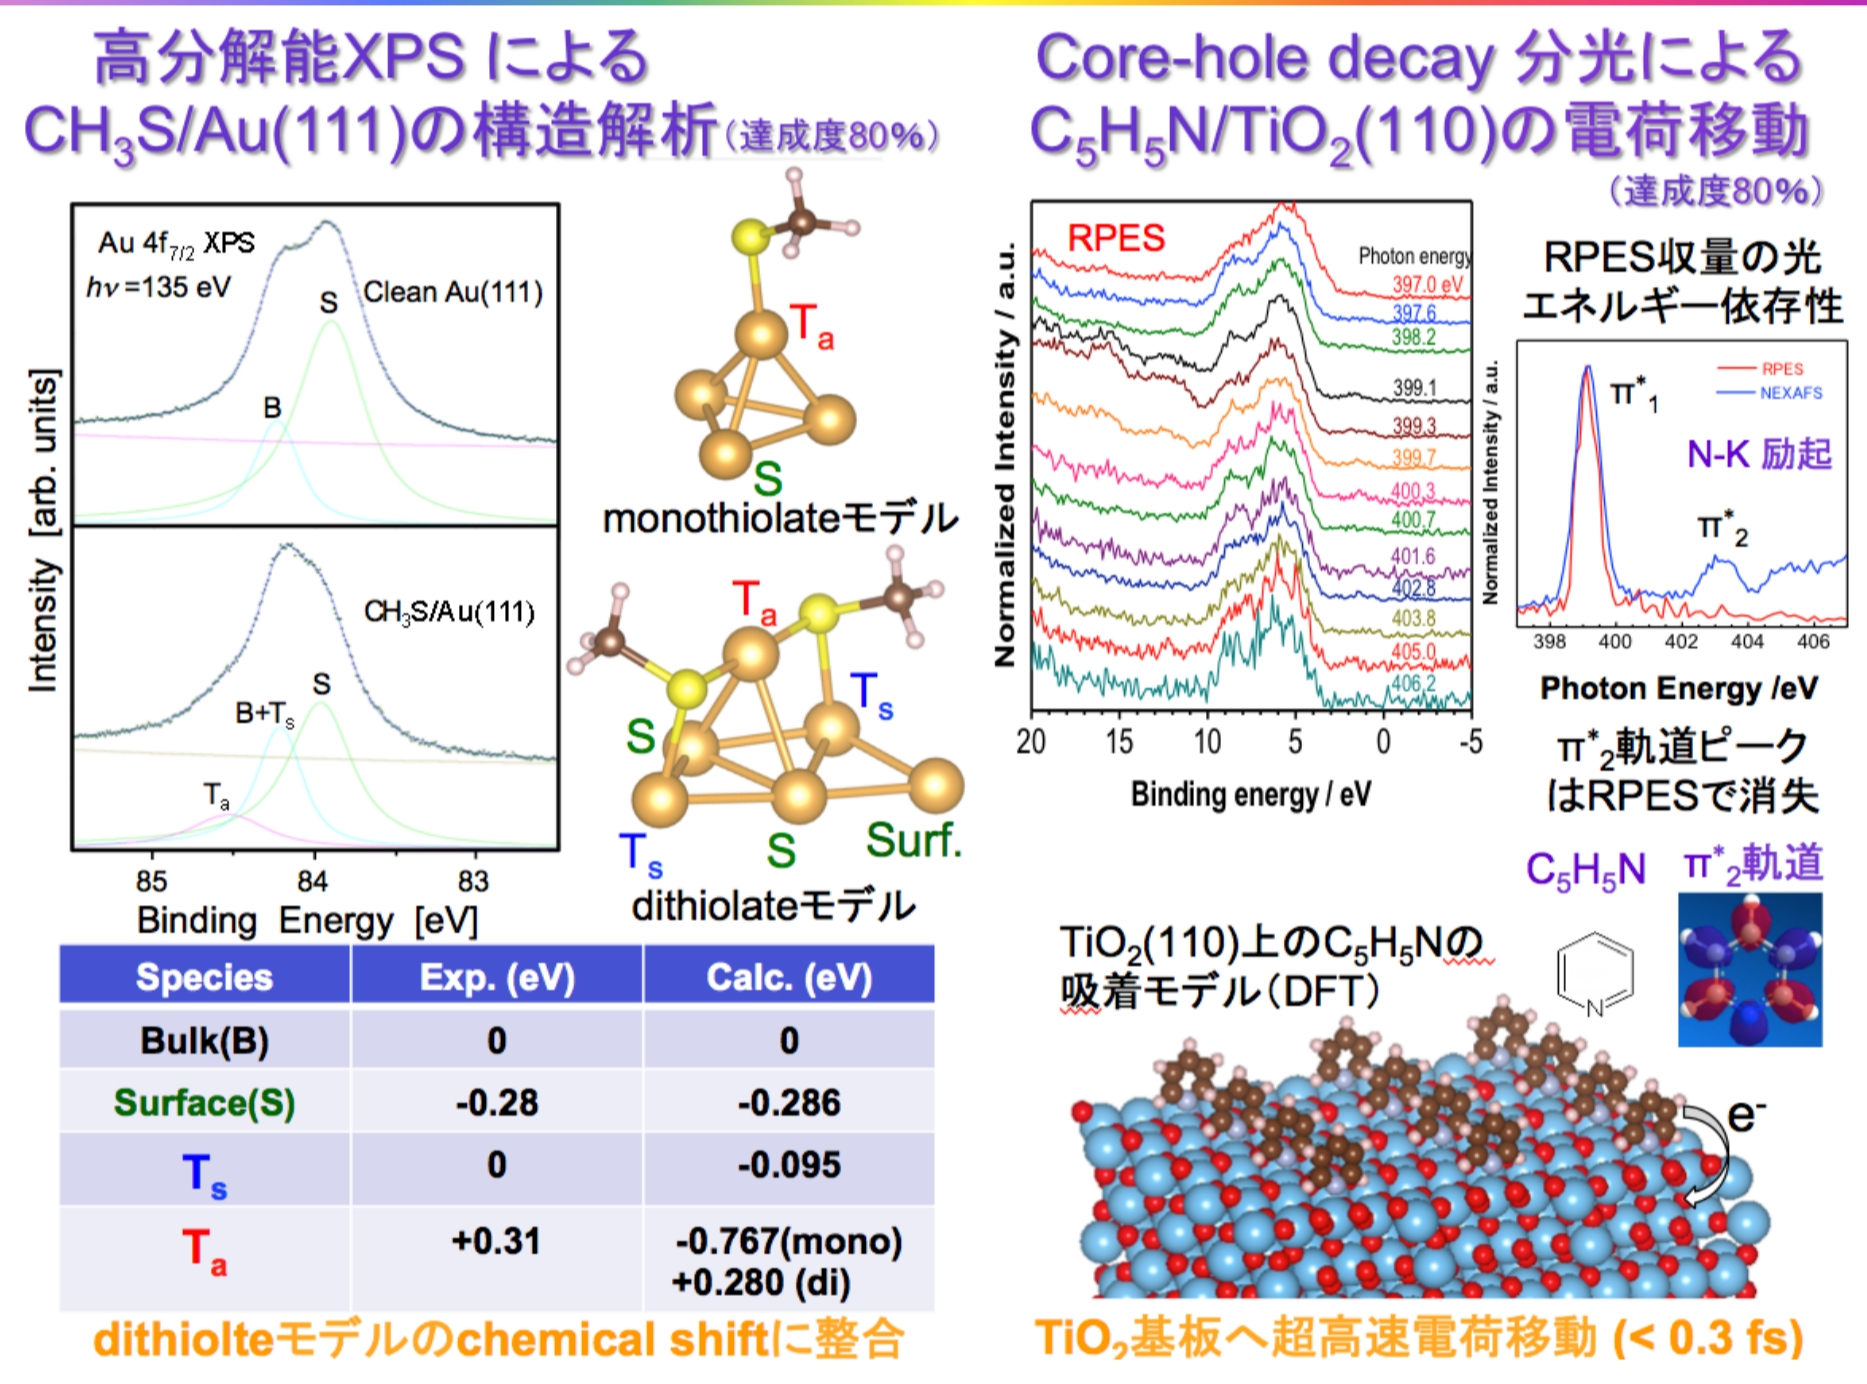 高分解能XPS による
CH3S/Au(111)の構造解析（達成度80%）
Au 4f7/2 XPS
hν=135 eV
Clean Au(111)
S
B
CH3S/Au(111)
S
B+Ts
Ta
Intensity [arb. units]
85 84 83
Binding Energy [eV]
Ta
S
monothiolateモデル
Ta
Ts
S
Ts
S
Surf.
dithiolateモデル
Species Exp. (eV) Calc. (eV)
Bulk(B) 0 0
Surface(S) -0.28 -0.286
Ts 0 -0.095
Ta +0.31 -0.767(mono)
+0.280 (di)
dithiolteモデルのchemical shiftに整合
Core-hole decay 分光による
C5H5N/TiO2(110)の電荷移動
（達成度80%）
RPES
Photon energy
397.0 eV
397.6
398.2
399.1
399.3
399.7
400.3
400.7
401.6
402.8
403.8
405.0
406.2
Normalized Intensity / a.u.
20 15 10 5 0 -5
Binding energy / eV
RPES収量の光
エネルギー依存性
RPES
NEXAFS
π*1
N-K 励起
π*2
Normalized Intensity / a.u.
398 400 402 404 406
Photon Energy /eV
π*2軌道ピーク
はRPESで消失
C5H5N π*2軌道
N
TiO2(110)上のC5H5Nの
吸着モデル（DFT）
e-
TiO2基板へ超高速電荷移動 (< 0.3 fs)